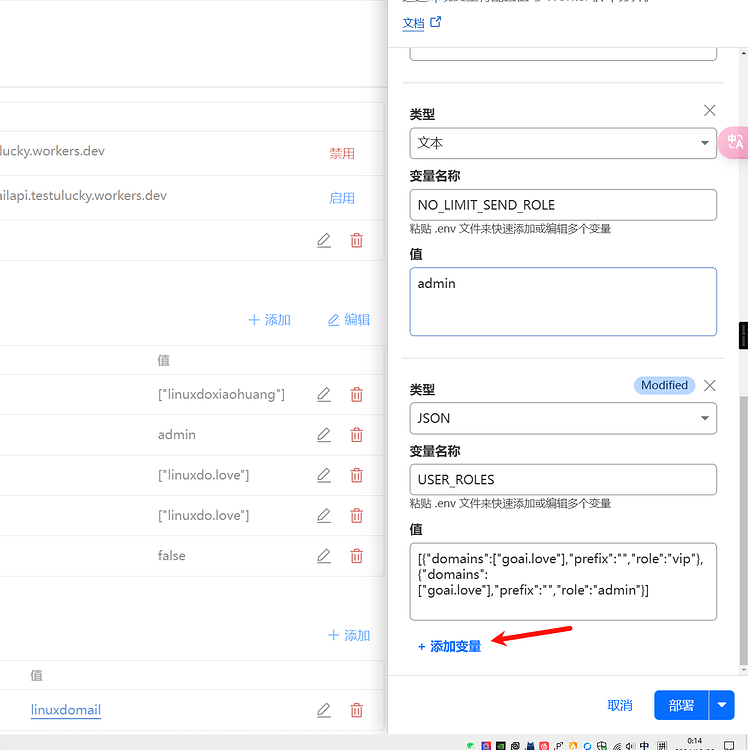 文档
类型
文本
变量名称
NO_LIMIT_SEND_ROLE
粘贴 .env 文件来快速添加或编辑多个变量
值
admin
类型
Modified
JSON
变量名称
USER_ROLES
粘贴 .env 文件来快速添加或编辑多个变量
值
[{"domains":["goai.love"],"prefix":"","role":"vip"},
{"domains":
["goai.love"],"prefix":"","role":"admin"}]
+ 添加变量
取消
部署
lucky.workers.dev
禁用
ailapi.testulucky.workers.dev
启用
+ 添加
编辑
值
["linuxdoxiaohuang"]
admin
["linuxdo.love"]
["linuxdo.love"]
false
+ 添加
值
linuxdomail
中
拼
0:14